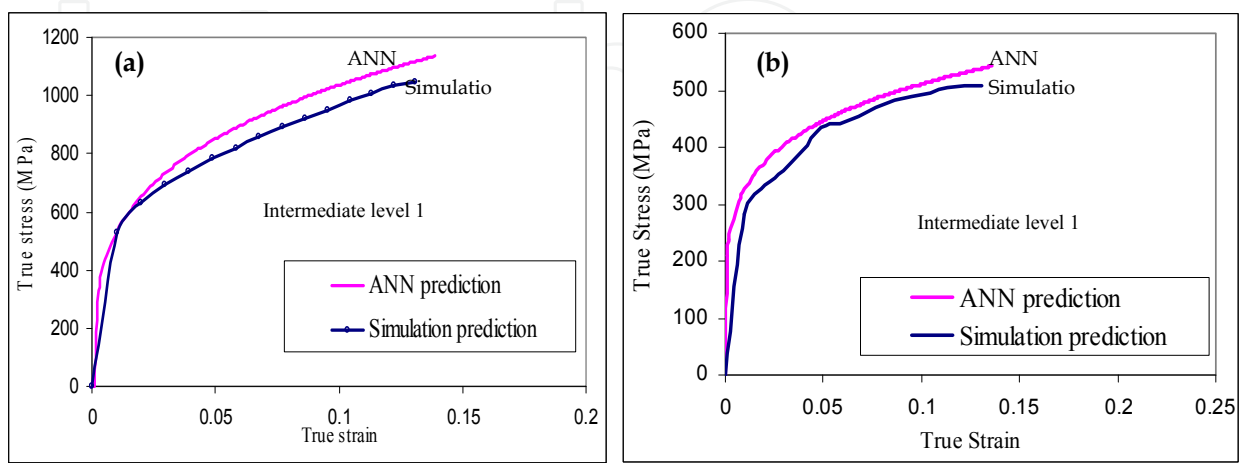 (a)
ANN
Simulatio
Intermediate level 1
ANN prediction
Simulation prediction
True stress (MPa)
1200
1000
800
600
400
200
0
0
0.05
0.1
0.15
0.2
True strain
(b)
ANN
Simulatio
Intermediate level 1
ANN prediction
Simulation prediction
True Stress (MPa)
600
500
400
300
200
100
0
0
0.05
0.1
0.15
0.2
0.25
True Strain